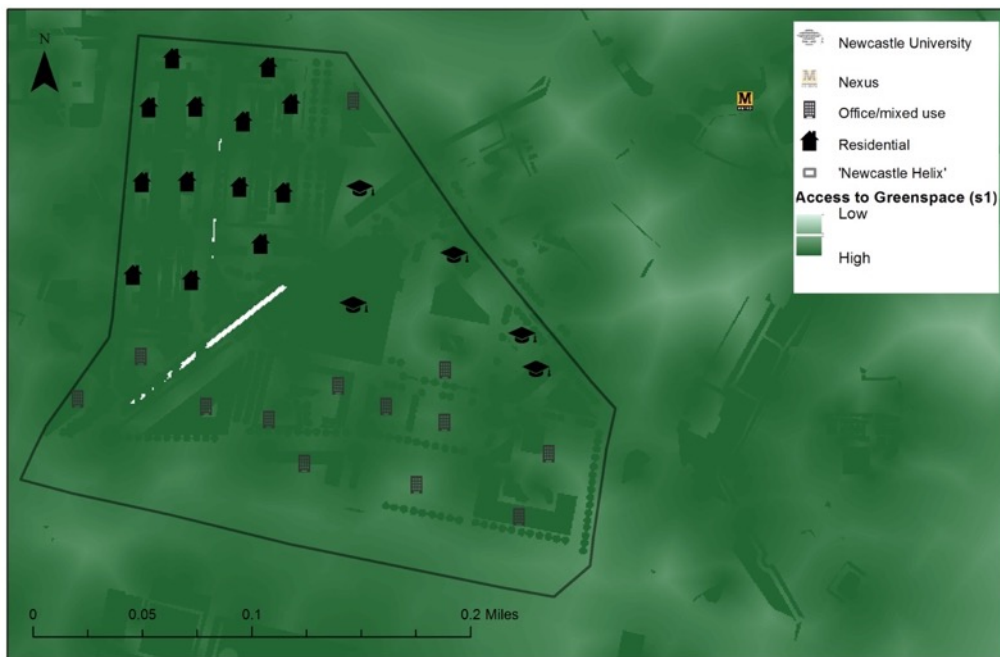 N
M
Newcastle University
Nexus
Office/mixed use
Residential
'Newcastle Helix'
Access to Greenspace (s1)
Low
High
0 0.05 0.1 0.2 Miles